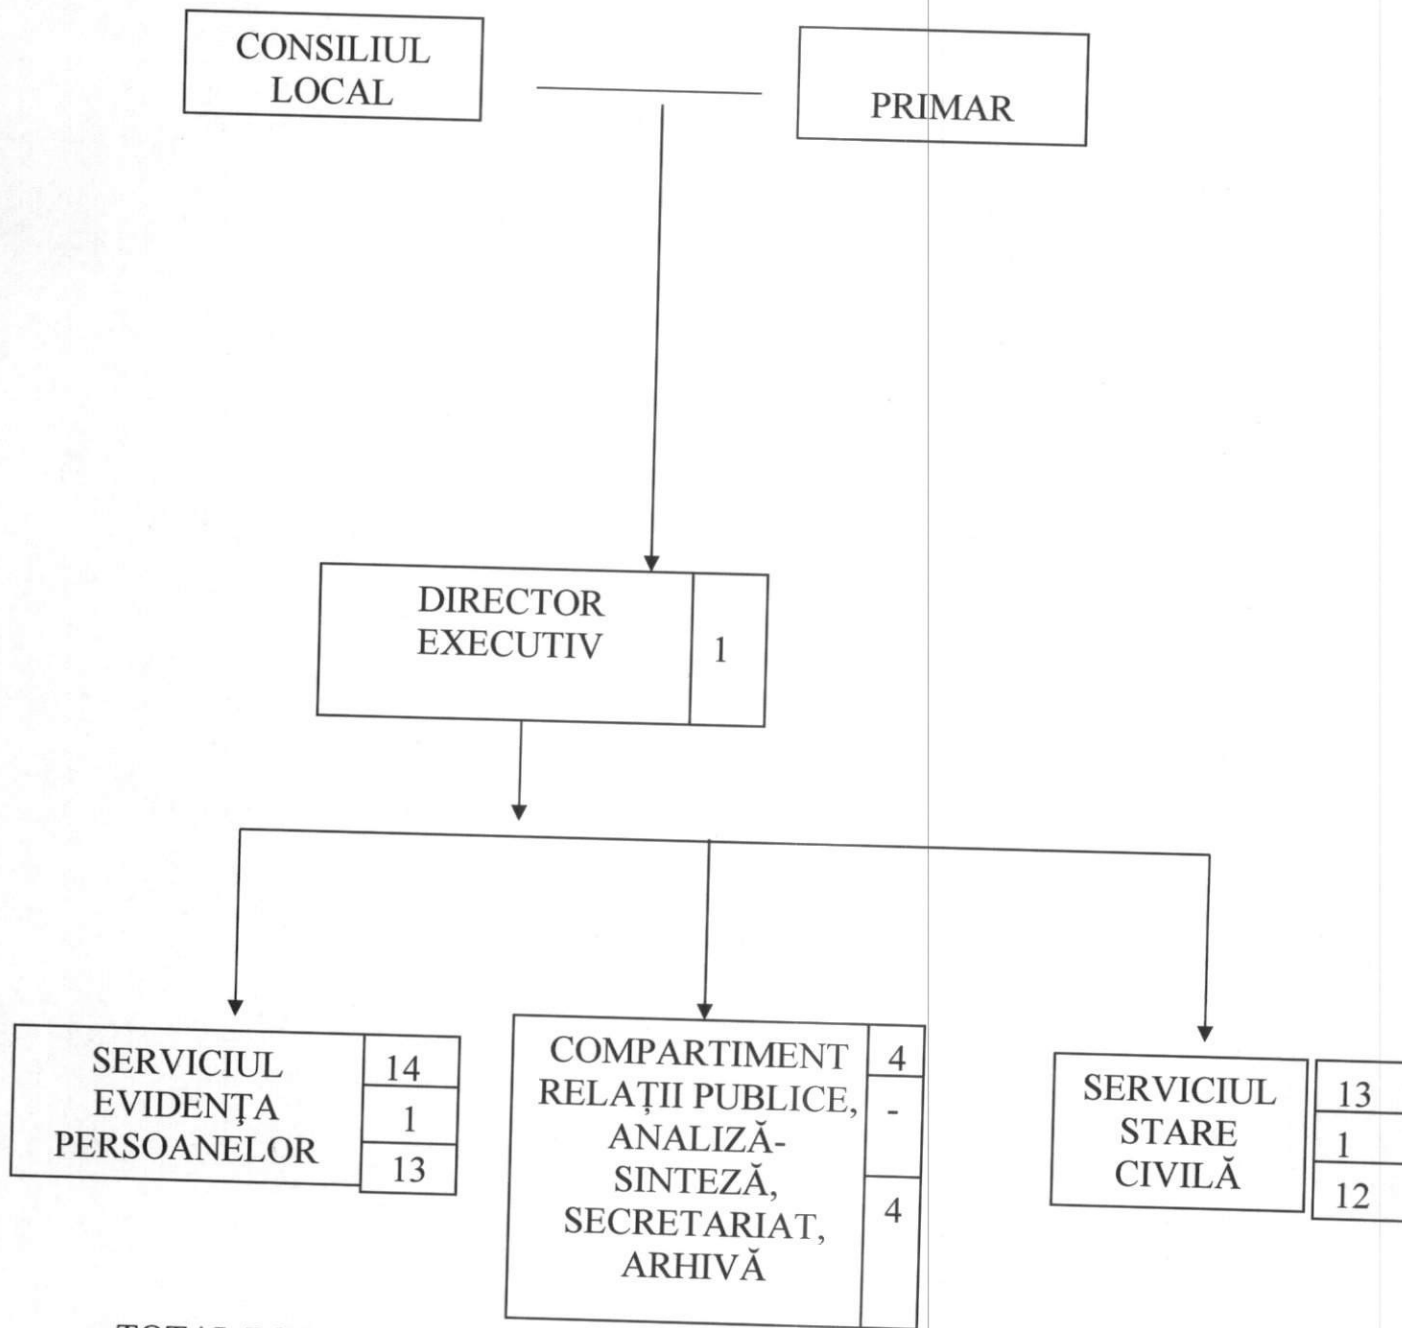 CONSILIUL
LOCAL
PRIMAR
DIRECTOR
EXECUTIV
1
SERVICIUL
EVIDENŢA
PERSOANELOR
14
1
13
COMPARTIMENT
RELAȚII PUBLICE,
ANALIZĂ-
SINTEZĂ,
SECRETARIAT,
ARHIVĂ
4
-
4
SERVICIUL
STARE
CIVILĂ
13
1
12